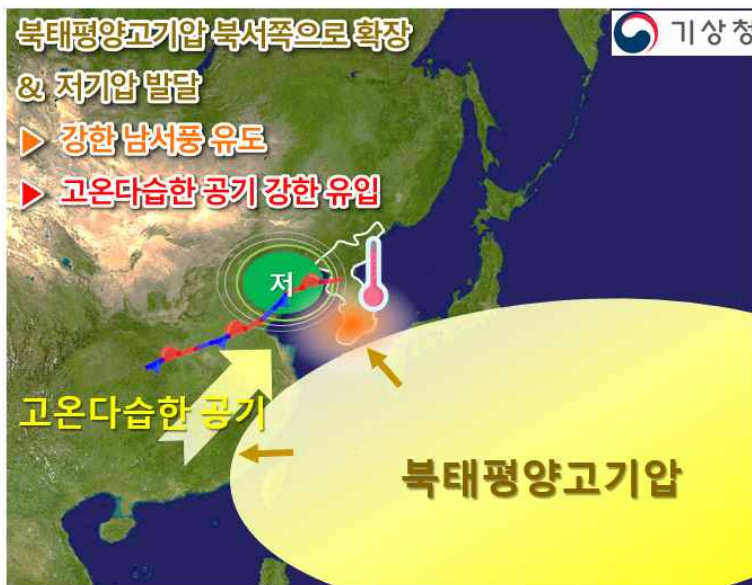 북태평양고기압 북서쪽으로 확장
기상청
& 저기압 발달
▶ 강한 남서풍 유도
▶ 고온다습한 공기 강한 유입
저
고온다습한 공기
북태평양고기압